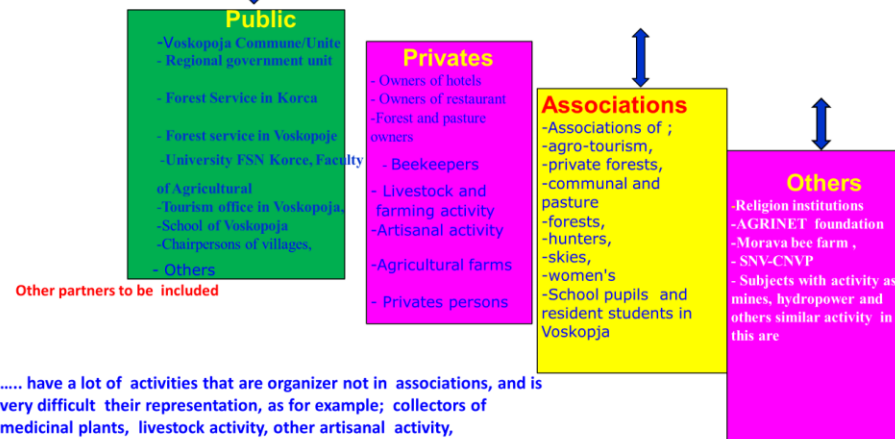 Public
-Voskopoja Commune/Unite
- Regional government unit
- Forest Service in Korca
- Forest service in Voskopoje
-University FSN Korce, Faculty
of Agricultural
-Tourism office in Voskopoja,
-School of Voskopoja
-Chairpersons of villages,
- Others
Other partners to be included
Privates
- Owners of hotels
- Owners of restaurant
-Forest and pasture
owners
- Beekeepers
- Livestock and
farming activity
-Artisanal activity
-Agricultural farms
- Privates persons
Associations
-Associations of ;
-agro-tourism,
-private forests,
-communal and
pasture
-forests,
-hunters,
-skies,
-women's
-School pupils and
resident students in
Voskopja
Others
-Religion institutions
-AGRINET foundation
-Morava bee farm ,
- SNV-CNVP
- Subjects with activity as
mines, hydropower and
others similar activity in
this are
….. have a lot of activities that are organizer not in associations, and is
very difficult their representation, as for example; collectors of
medicinal plants, livestock activity, other artisanal activity,